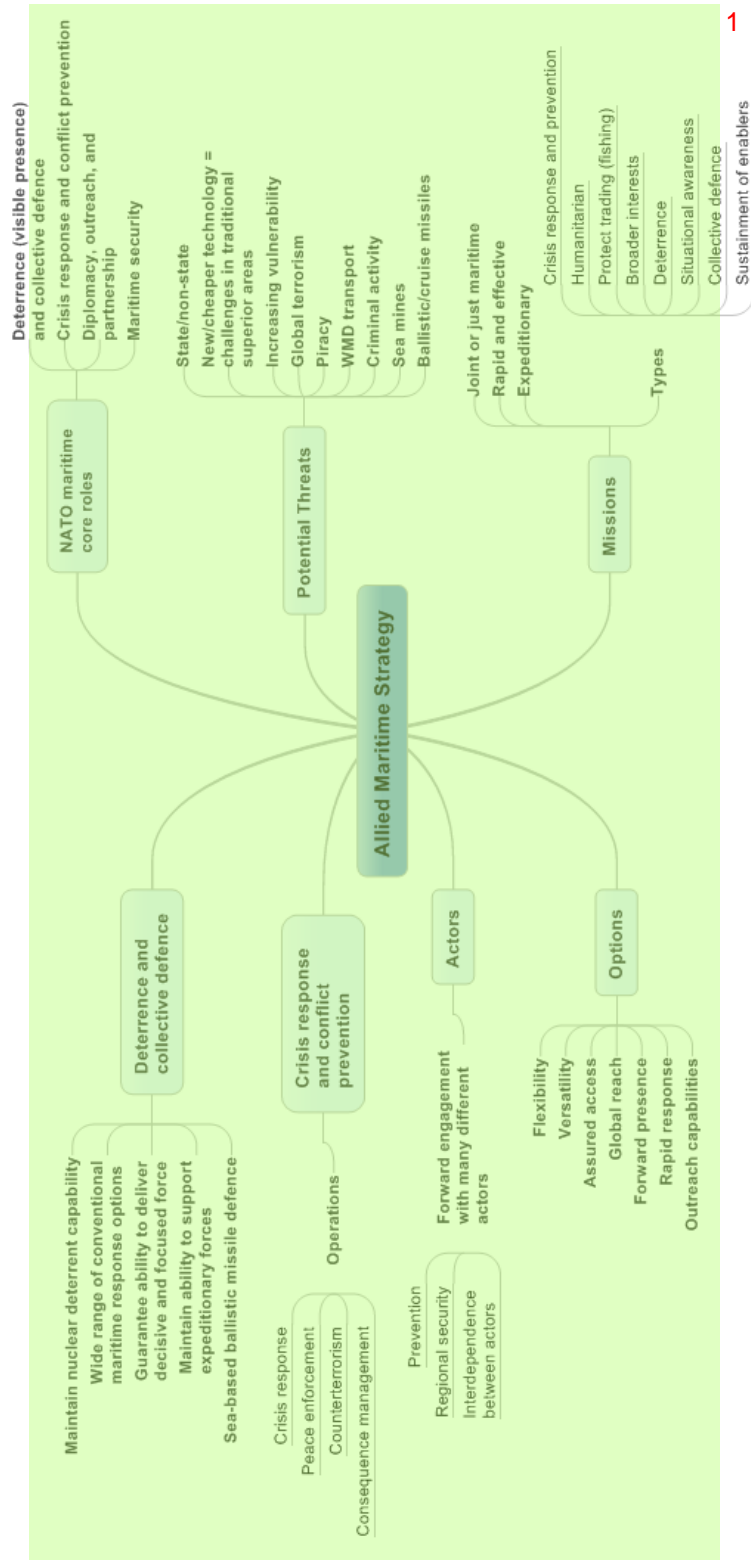 1
Allied Maritime Strategy
NATO maritime
core roles
Deterrence (visible presence)
and collective defence
Crisis response and conflict prevention
Diplomacy, outreach, and
partnership
Maritime security
Potential Threats
State/non-state
New/cheaper technology =
challenges in traditional
superior areas
Increasing vulnerability
Global terrorism
Piracy
WMD transport
Criminal activity
Sea mines
Ballistic/cruise missiles
Missions
Joint or just maritime
Rapid and effective
Expeditionary
Types
Crisis response and prevention
Humanitarian
Protect trading (fishing)
Broader interests
Deterrence
Situational awareness
Collective defence
Sustainment of enablers
Deterrence and
collective defence
Maintain nuclear deterrent capability
Wide range of conventional
maritime response options
Guarantee ability to deliver
decisive and focused force
Maintain ability to support
expeditionary forces
Sea-based ballistic missile defence
Crisis response
and conflict
prevention
Operations
Crisis response
Peace enforcement
Counterterrorism
Consequence management
Actors
Forward engagement
with many different
actors
Prevention
Regional security
Interdependence
between actors
Options
Flexibility
Versatility
Assured access
Global reach
Forward presence
Rapid response
Outreach capabilities